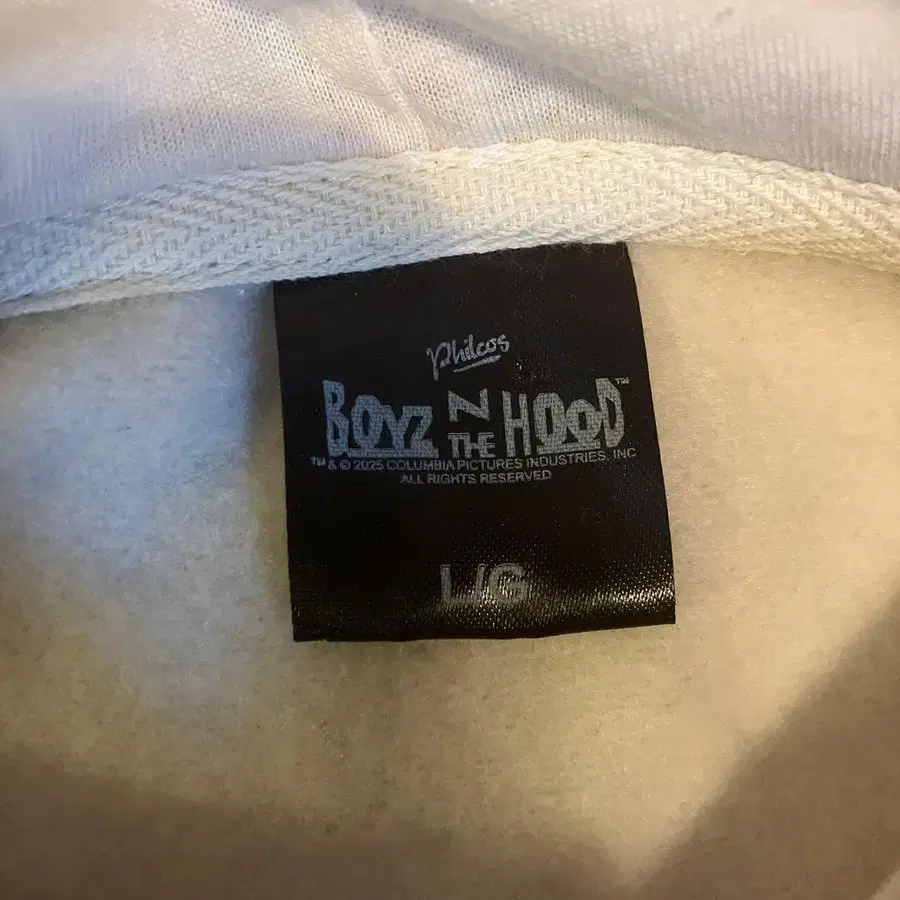 Philcos
BOYZ N THE HOOD™
™ & © 2025 COLUMBIA PICTURES INDUSTRIES, INC
ALL RIGHTS RESERVED
L/G